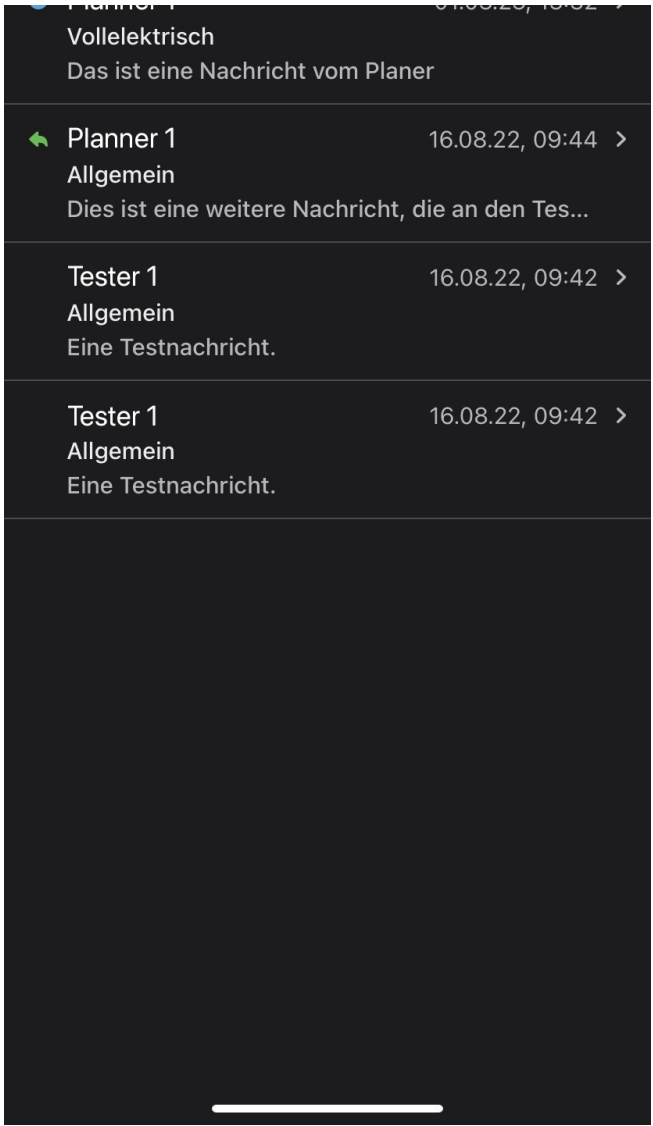 Vollelektrisch
Das ist eine Nachricht vom Planer
Planner 1 16.08.22, 09:44
Allgemein
Dies ist eine weitere Nachricht, die an den Tes...
Tester 1 16.08.22, 09:42
Allgemein
Eine Testnachricht.
Tester 1 16.08.22, 09:42
Allgemein
Eine Testnachricht.